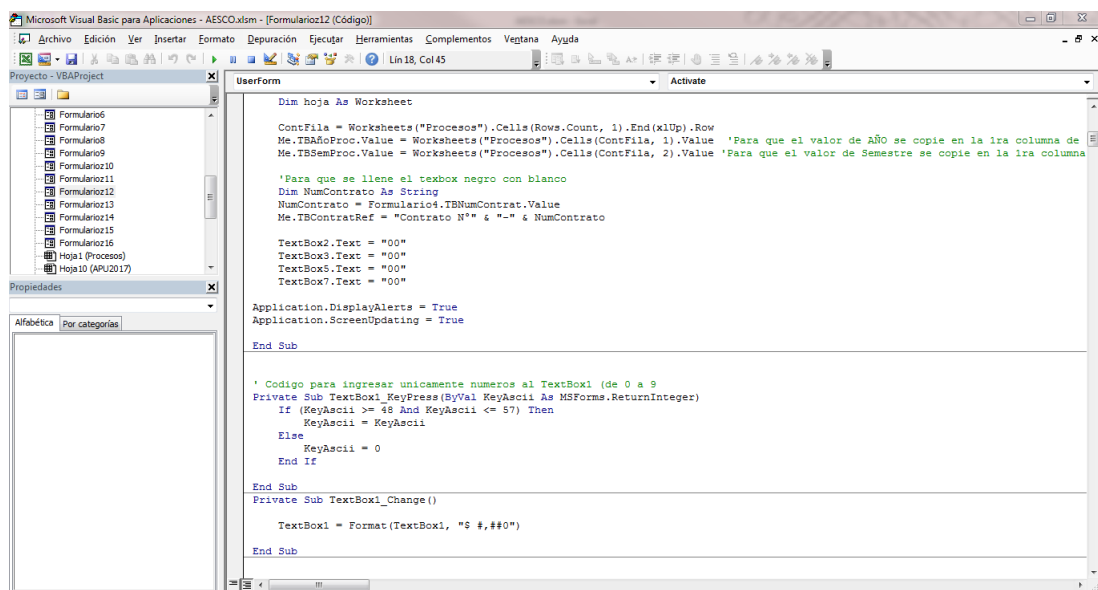 Microsoft Visual Basic para Aplicaciones - AESCO.xlsm - [Formularioz12 (Código)]
Archivo Edición Ver Insertar Formato Depuración Ejecutar Herramientas Complementos Ventana Ayuda
Lín 18, Col 45
Proyecto - VBAProject
Formulario6
Formulario7
Formulario8
Formulario9
Formularioz10
Formularioz11
Formularioz12
Formularioz13
Formularioz14
Formularioz15
Formularioz16
Hoja1 (Procesos)
Hoja10 (APU2017)
Propiedades
Alfabética Por categorías
UserForm Activate
Dim hoja As Worksheet
ContFila = Worksheets("Procesos").Cells(Rows.Count, 1).End(xlUp).Row
Me.TBAñoProc.Value = Worksheets("Procesos").Cells(ContFila, 1).Value 'Para que el valor de AÑO se copie en la 1ra columna de
Me.TBSemProc.Value = Worksheets("Procesos").Cells(ContFila, 2).Value 'Para que el valor de Semestre se copie en la 1ra columna
'Para que se llene el texbox negro con blanco
Dim NumContrato As String
NumContrato = Formulario4.TBNumContrat.Value
Me.TBContratRef = "Contrato N°" & "-" & NumContrato
TextBox2.Text = "00"
TextBox3.Text = "00"
TextBox5.Text = "00"
TextBox7.Text = "00"
Application.DisplayAlerts = True
Application.ScreenUpdating = True
End Sub
' Codigo para ingresar unicamente numeros al TextBox1 (de 0 a 9
Private Sub TextBox1_KeyPress(ByVal KeyAscii As MSForms.ReturnInteger)
If (KeyAscii >= 48 And KeyAscii <= 57) Then
KeyAscii = KeyAscii
Else
KeyAscii = 0
End If
End Sub
Private Sub TextBox1_Change()
TextBox1 = Format(TextBox1, "$ #,##0")
End Sub